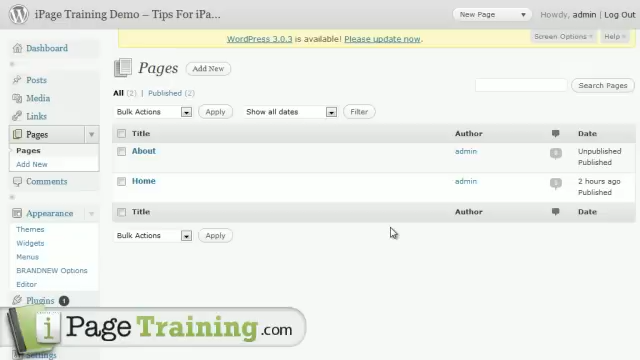 iPage Training Demo – Tips For iPa...
New Page
Howdy, admin | Log Out
WordPress 3.0.3 is available! Please update now.
Screen Options
Help
Dashboard
Posts
Media
Links
Pages
Pages
Add New
Comments
Appearance
Themes
Widgets
Menus
BRANDNEW Options
Editor
Plugins 1
Settings
Pages
Add New
All (2) | Published (2)
Search Pages
Bulk Actions
Apply
Show all dates
Filter
Title Author Date
About admin 0 Unpublished
Published
Home admin 0 2 hours ago
Published
Title Author Date
Bulk Actions
Apply
iPageTraining.com